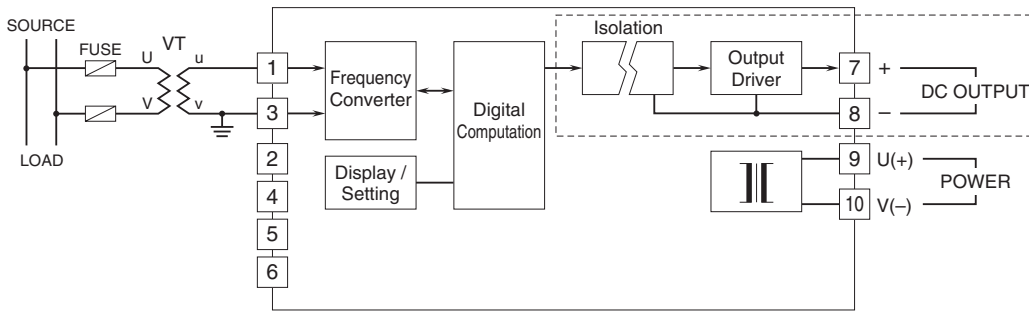 SOURCE
FUSE
VT
U
u
V
v
LOAD
1
3
2
4
5
6
Frequency
Converter
Display /
Setting
Digital
Computation
Isolation
Output
Driver
7
+
8
–
DC OUTPUT
9
U(+)
10
V(–)
POWER